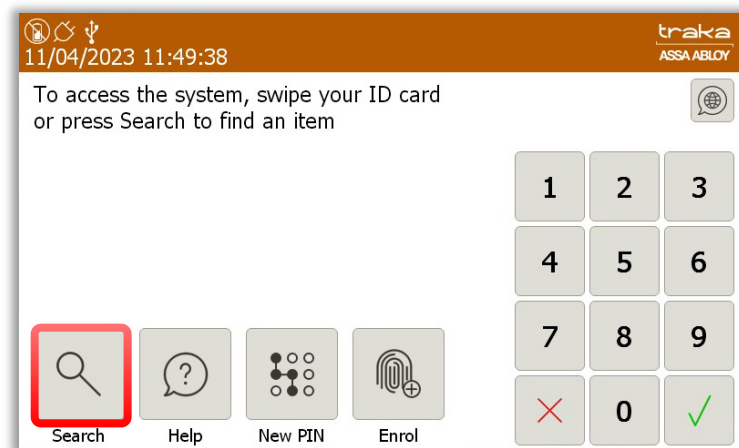 traka
11/04/2023 11:49:38
ASSA ABLOY
To access the system, swipe your ID card
or press Search to find an item
1 2 3
4 5 6
?
7 8 9
0
Search Help New PIN Enrol